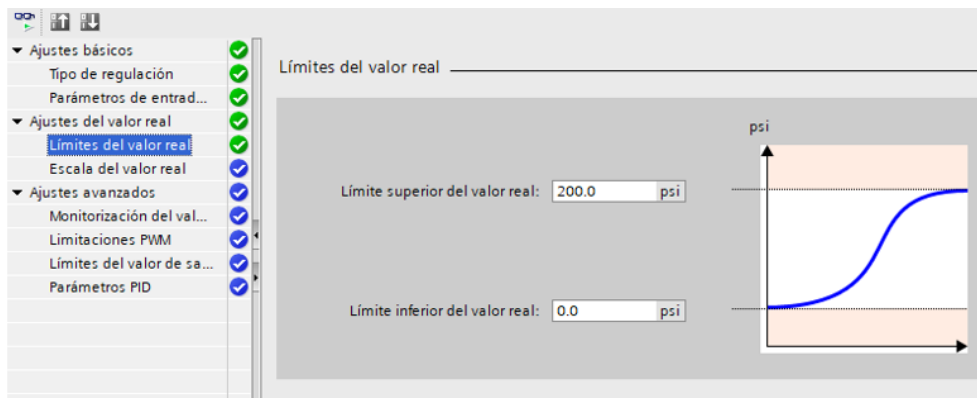 Ajustes básicos
Tipo de regulación
Parámetros de entrad...
Ajustes del valor real
Límites del valor real
Escala del valor real
Ajustes avanzados
Monitorización del val...
Limitaciones PWM
Límites del valor de sa...
Parámetros PID
Límites del valor real
psi
Límite superior del valor real: 200.0 psi
Límite inferior del valor real: 0.0 psi